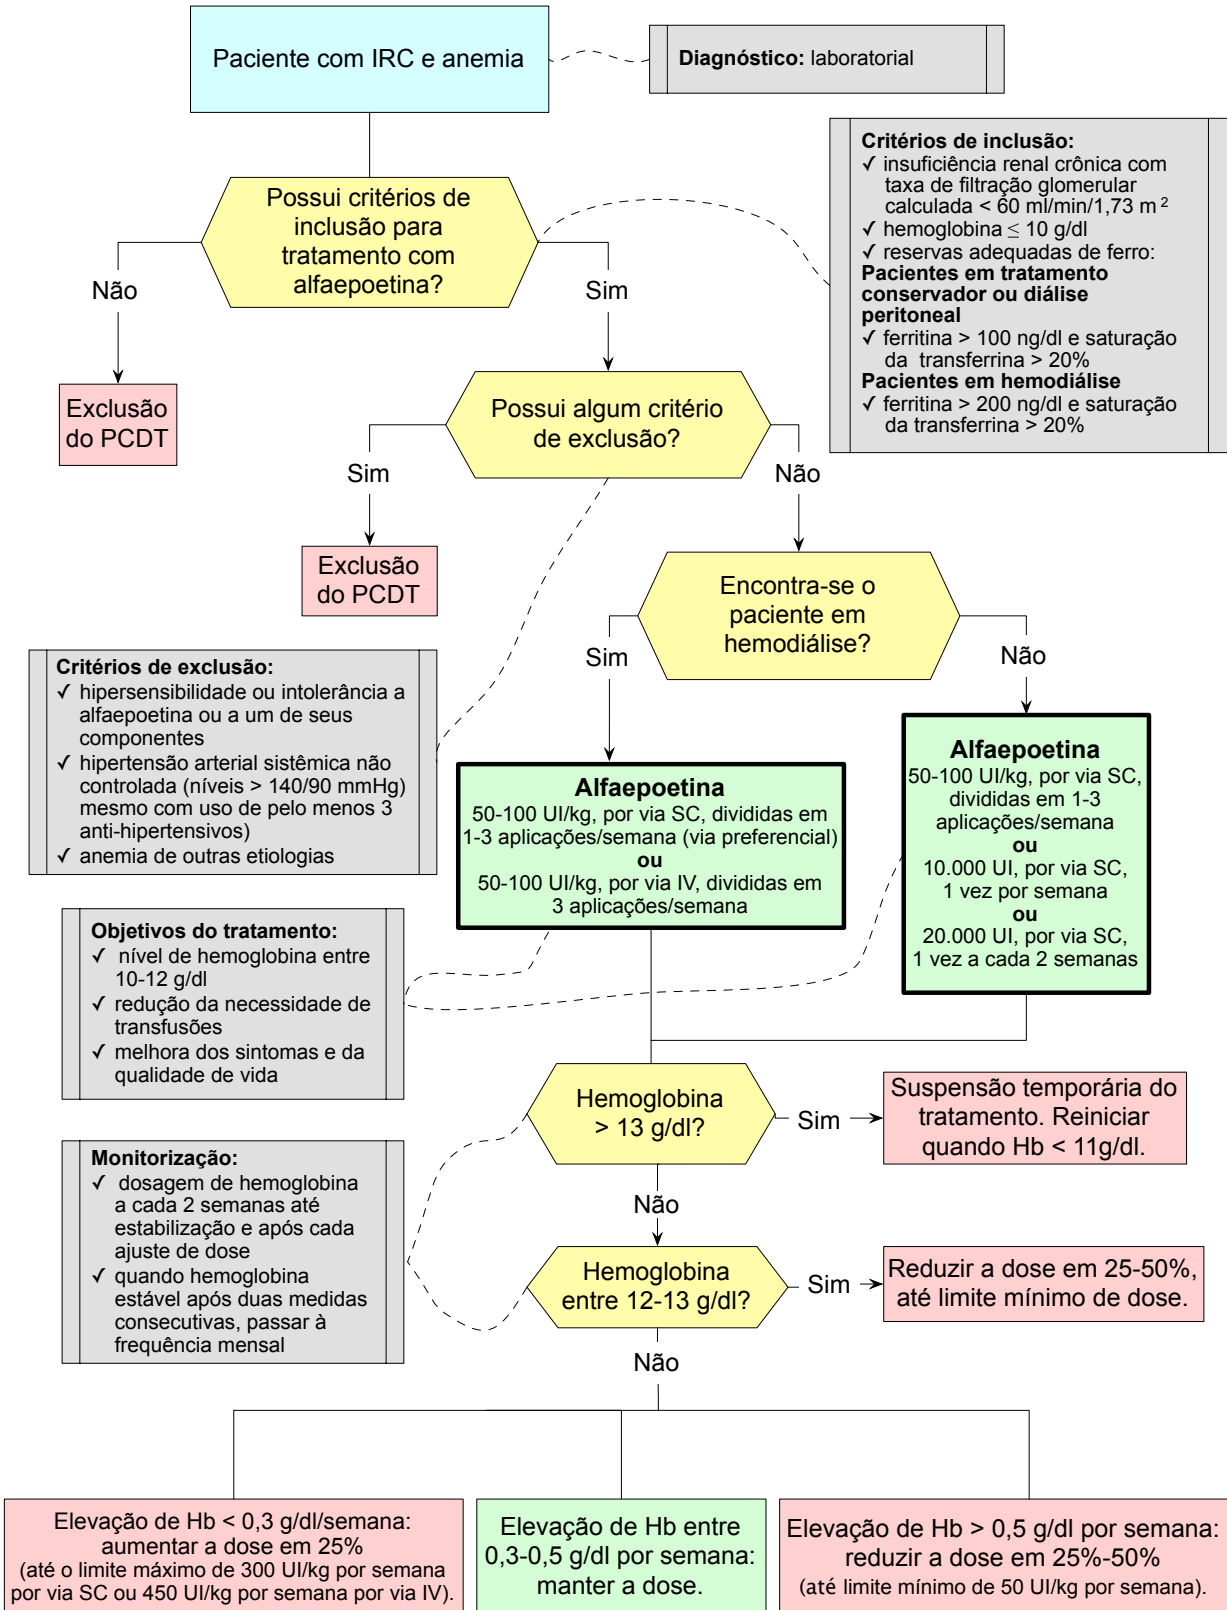 Paciente com IRC e anemia
Diagnóstico: laboratorial
Critérios de inclusão:
✓ insuficiência renal crônica com
taxa de filtração glomerular
calculada < 60 ml/min/1,73 m²
✓ hemoglobina ≤ 10 g/dl
✓ reservas adequadas de ferro:
Pacientes em tratamento
conservador ou diálise
peritoneal
✓ ferritina > 100 ng/dl e saturação
da transferrina > 20%
Pacientes em hemodiálise
✓ ferritina > 200 ng/dl e saturação
da transferrina > 20%
Possui critérios de
inclusão para
tratamento com
alfaepoetina?
Não
Sim
Exclusão
do PCDT
Possui algum critério
de exclusão?
Sim
Não
Exclusão
do PCDT
Encontra-se o
paciente em
hemodiálise?
Sim
Não
Critérios de exclusão:
✓ hipersensibilidade ou intolerância a
alfaepoetina ou a um de seus
componentes
✓ hipertensão arterial sistêmica não
controlada (níveis > 140/90 mmHg)
mesmo com uso de pelo menos 3
anti-hipertensivos)
✓ anemia de outras etiologias
Alfaepoetina
50-100 UI/kg, por via SC, divididas em
1-3 aplicações/semana (via preferencial)
ou
50-100 UI/kg, por via IV, divididas em
3 aplicações/semana
Alfaepoetina
50-100 UI/kg, por via SC,
divididas em 1-3
aplicações/semana
ou
10.000 UI, por via SC,
1 vez por semana
ou
20.000 UI, por via SC,
1 vez a cada 2 semanas
Objetivos do tratamento:
✓ nível de hemoglobina entre
10-12 g/dl
✓ redução da necessidade de
transfusões
✓ melhora dos sintomas e da
qualidade de vida
Hemoglobina
> 13 g/dl?
Sim
Suspensão temporária do
tratamento. Reiniciar
quando Hb < 11g/dl.
Não
Monitorização:
✓ dosagem de hemoglobina
a cada 2 semanas até
estabilização e após cada
ajuste de dose
✓ quando hemoglobina
estável após duas medidas
consecutivas, passar à
frequência mensal
Hemoglobina
entre 12-13 g/dl?
Sim
Reduzir a dose em 25-50%,
até limite mínimo de dose.
Não
Elevação de Hb < 0,3 g/dl/semana:
aumentar a dose em 25%
(até o limite máximo de 300 UI/kg por semana
por via SC ou 450 UI/kg por semana por via IV).
Elevação de Hb entre
0,3-0,5 g/dl por semana:
manter a dose.
Elevação de Hb > 0,5 g/dl por semana:
reduzir a dose em 25%-50%
(até limite mínimo de 50 UI/kg por semana).